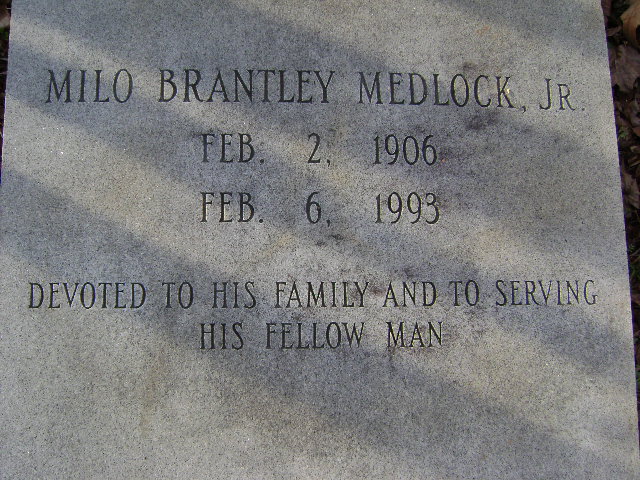 MILO BRANTLEY MEDLOCK, JR.
FEB. 2, 1906
FEB. 6, 1993
DEVOTED TO HIS FAMILY AND TO SERVING
HIS FELLOW MAN